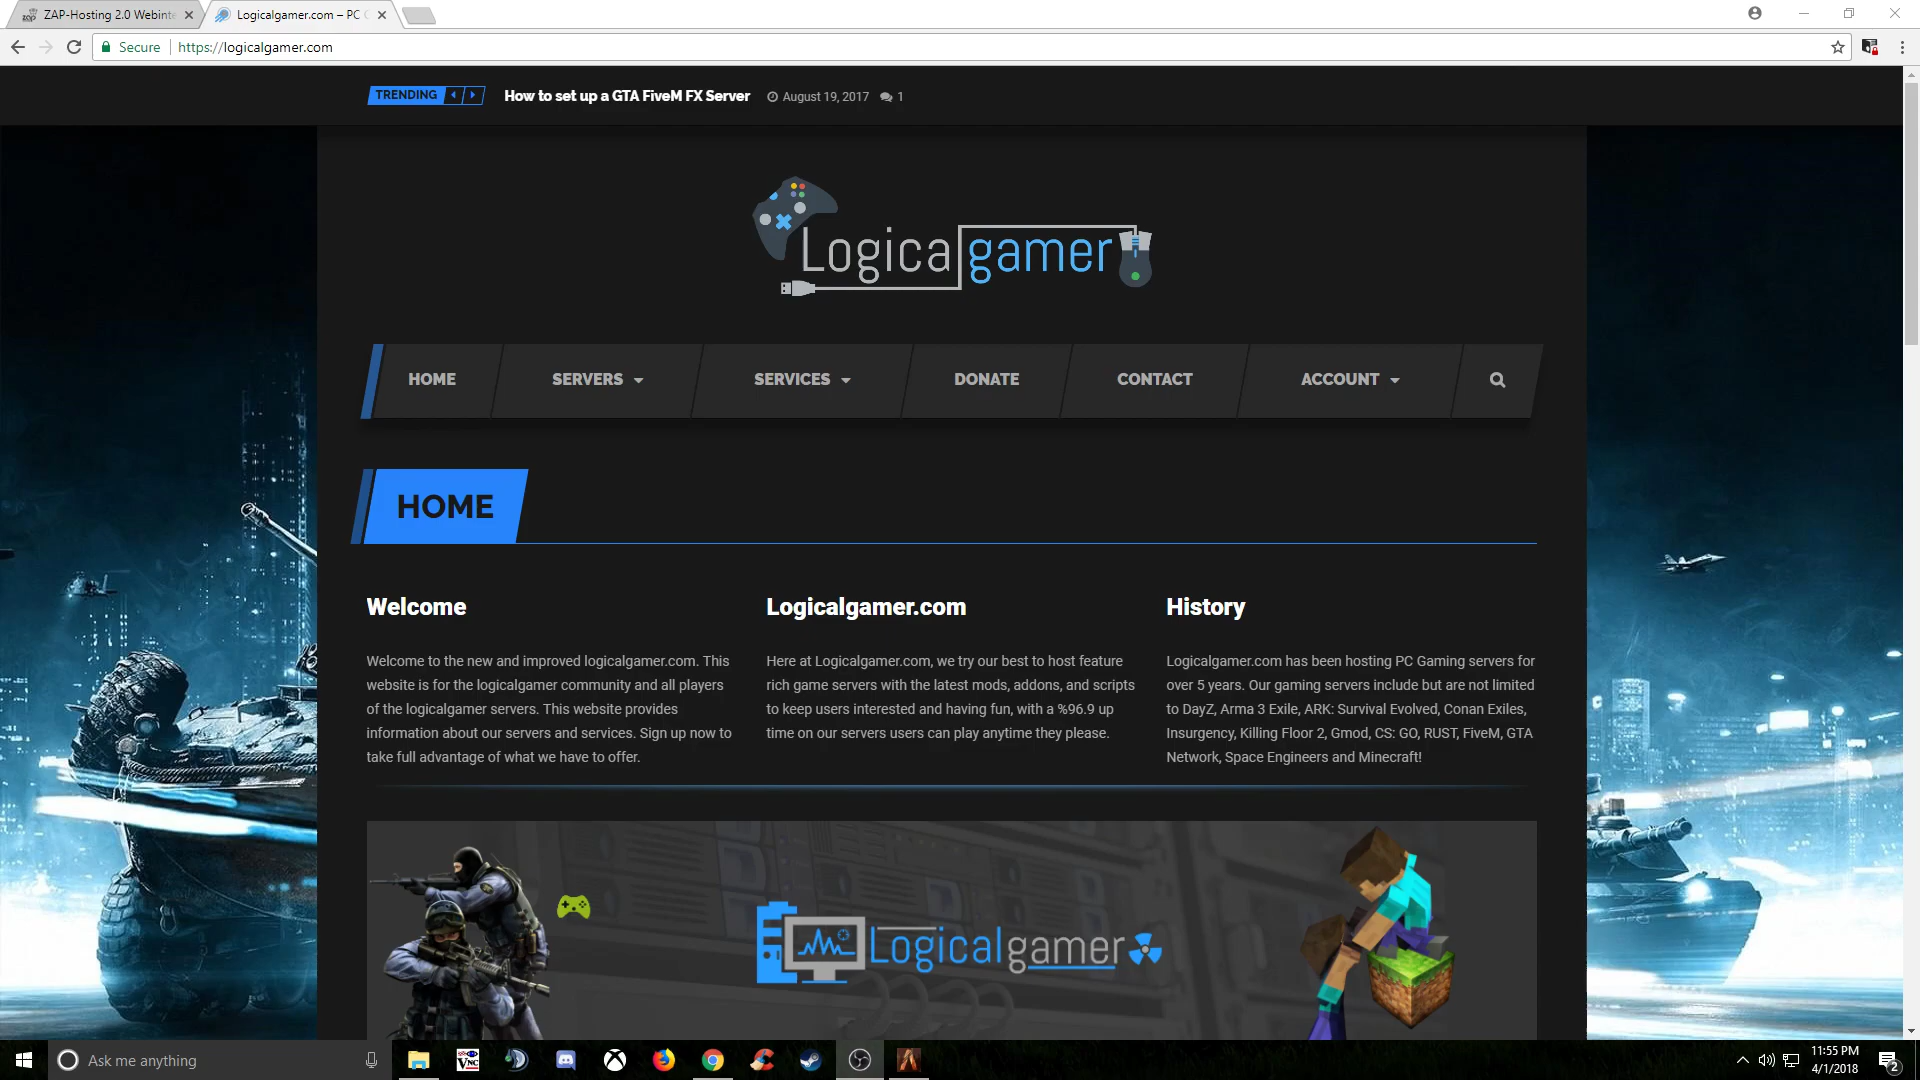 ZAP-Hosting 2.0 Webinte
Logicalgamer.com – PC G
Secure
https://logicalgamer.com
TRENDING
How to set up a GTA FiveM FX Server
August 19, 2017
1
Logicalgamer
HOME
SERVERS
SERVICES
DONATE
CONTACT
ACCOUNT
HOME
Welcome
Welcome to the new and improved logicalgamer.com. This
website is for the logicalgamer community and all players
of the logicalgamer servers. This website provides
information about our servers and services. Sign up now to
take full advantage of what we have to offer.
Logicalgamer.com
Here at Logicalgamer.com, we try our best to host feature
rich game servers with the latest mods, addons, and scripts
to keep users interested and having fun, with a %96.9 up
time on our servers users can play anytime they please.
History
Logicalgamer.com has been hosting PC Gaming servers for
over 5 years. Our gaming servers include but are not limited
to DayZ, Arma 3 Exile, ARK: Survival Evolved, Conan Exiles,
Insurgency, Killing Floor 2, Gmod, CS: GO, RUST, FiveM, GTA
Network, Space Engineers and Minecraft!
Logicalgamer
Ask me anything
11:55 PM
4/1/2018
2